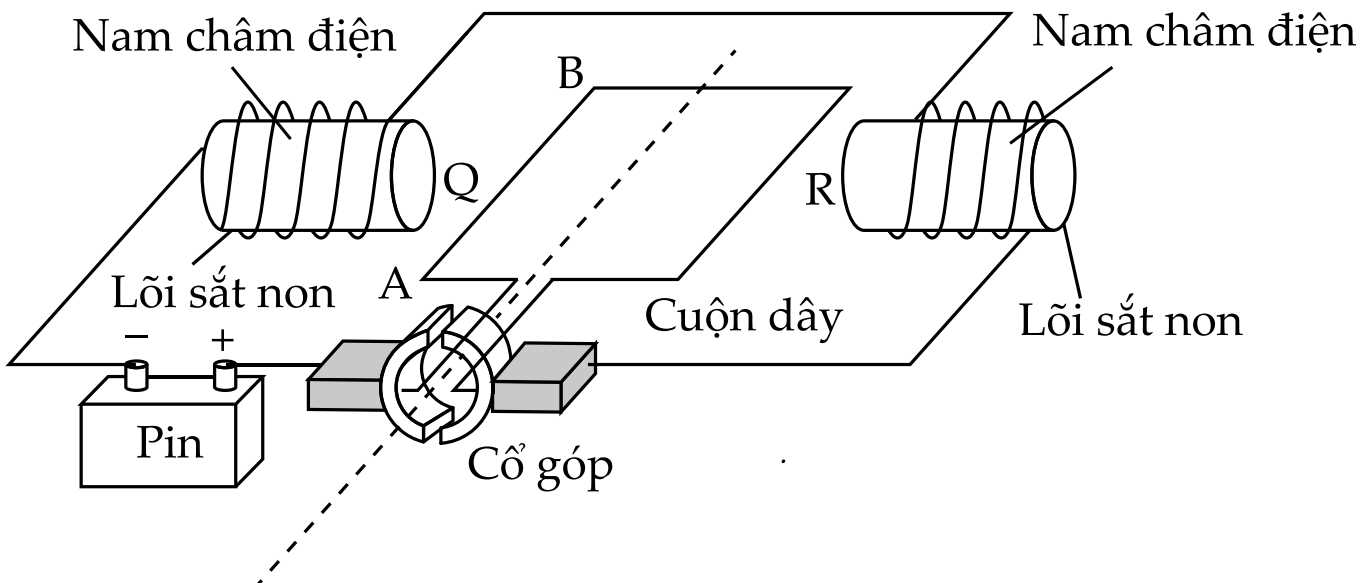 Nam châm điện
Nam châm điện
B
Q
R
Lõi sắt non
A
Cuộn dây
Lõi sắt non
− +
Pin
Cổ góp